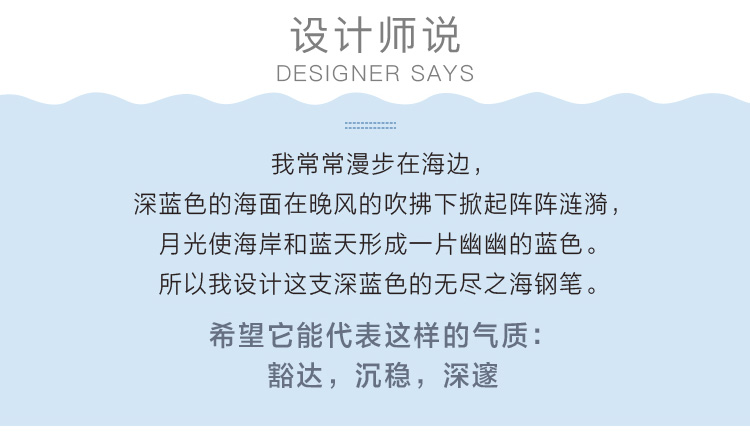 设计师说
DESIGNER SAYS
我常常漫步在海边，
深蓝色的海面在晚风的吹拂下掀起阵阵涟漪，
月光使海岸和蓝天形成一片幽幽的蓝色。
所以我设计这支深蓝色的无尽之海钢笔。
希望它能代表这样的气质：
豁达，沉稳，深邃